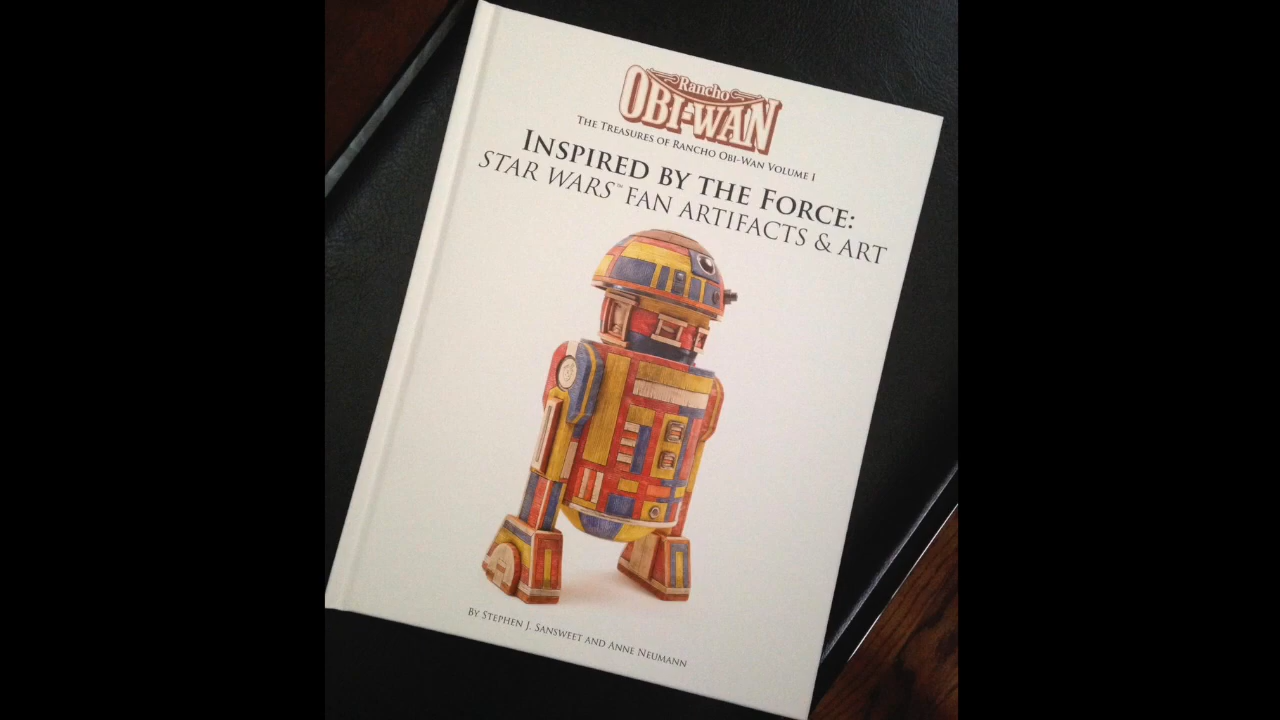 Rancho
OBI-WAN
THE TREASURES OF RANCHO OBI-WAN VOLUME I
INSPIRED BY THE FORCE:
STAR WARS™ FAN ARTIFACTS & ART
BY STEPHEN J. SANSWEET AND ANNE NEUMANN